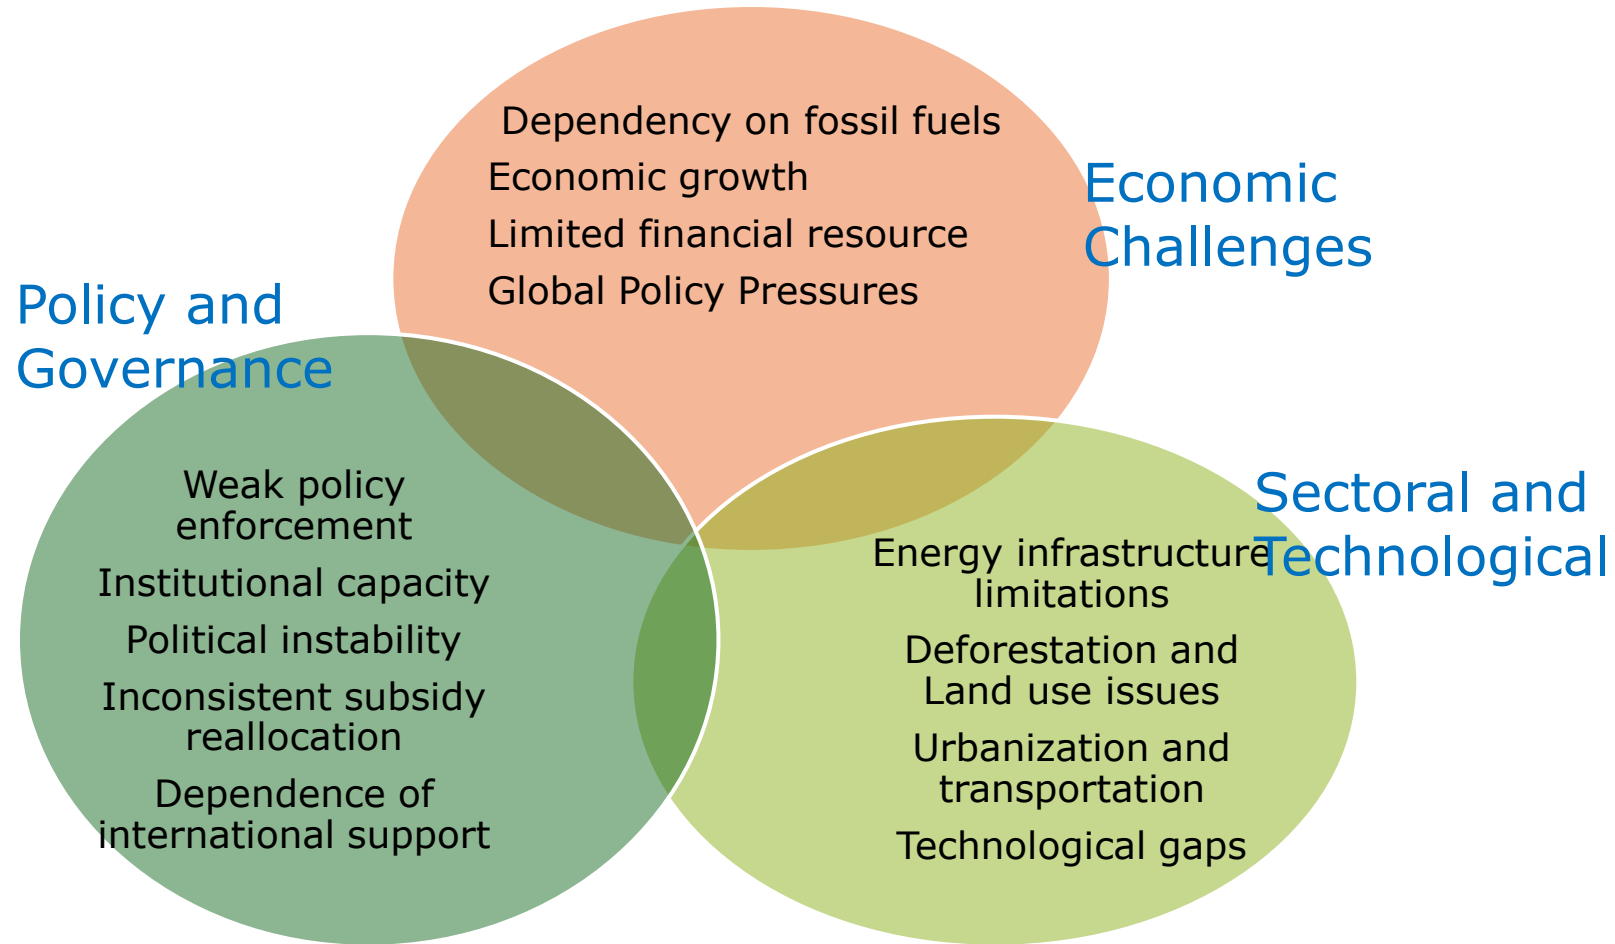 Dependency on fossil fuels
Economic growth
Limited financial resource
Global Policy Pressures
Economic
Challenges
Policy and
Governance
Weak policy
enforcement
Institutional capacity
Political instability
Inconsistent subsidy
reallocation
Dependence of
international support
Sectoral and
Technological
Energy infrastructure
limitations
Deforestation and
Land use issues
Urbanization and
transportation
Technological gaps